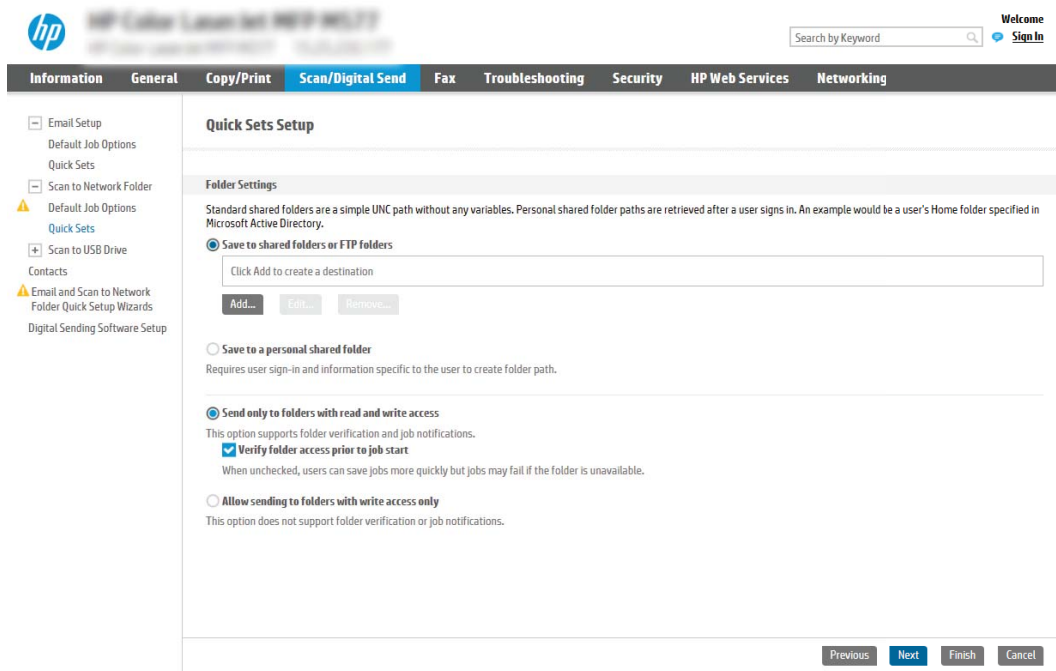 hp
Welcome
Search by Keyword
Sign In
Information General Copy/Print Scan/Digital Send Fax Troubleshooting Security HP Web Services Networking
Email Setup
Default Job Options
Quick Sets
Scan to Network Folder
Default Job Options
Quick Sets
Scan to USB Drive
Contacts
Email and Scan to Network
Folder Quick Setup Wizards
Digital Sending Software Setup
Quick Sets Setup
Folder Settings
Standard shared folders are a simple UNC path without any variables. Personal shared folder paths are retrieved after a user signs in. An example would be a user's Home folder specified in
Microsoft Active Directory.
Save to shared folders or FTP folders
Click Add to create a destination
Add... Edit... Remove...
Save to a personal shared folder
Requires user sign-in and information specific to the user to create folder path.
Send only to folders with read and write access
This option supports folder verification and job notifications.
Verify folder access prior to job start
When unchecked, users can save jobs more quickly but jobs may fail if the folder is unavailable.
Allow sending to folders with write access only
This option does not support folder verification or job notifications.
Previous Next Finish Cancel